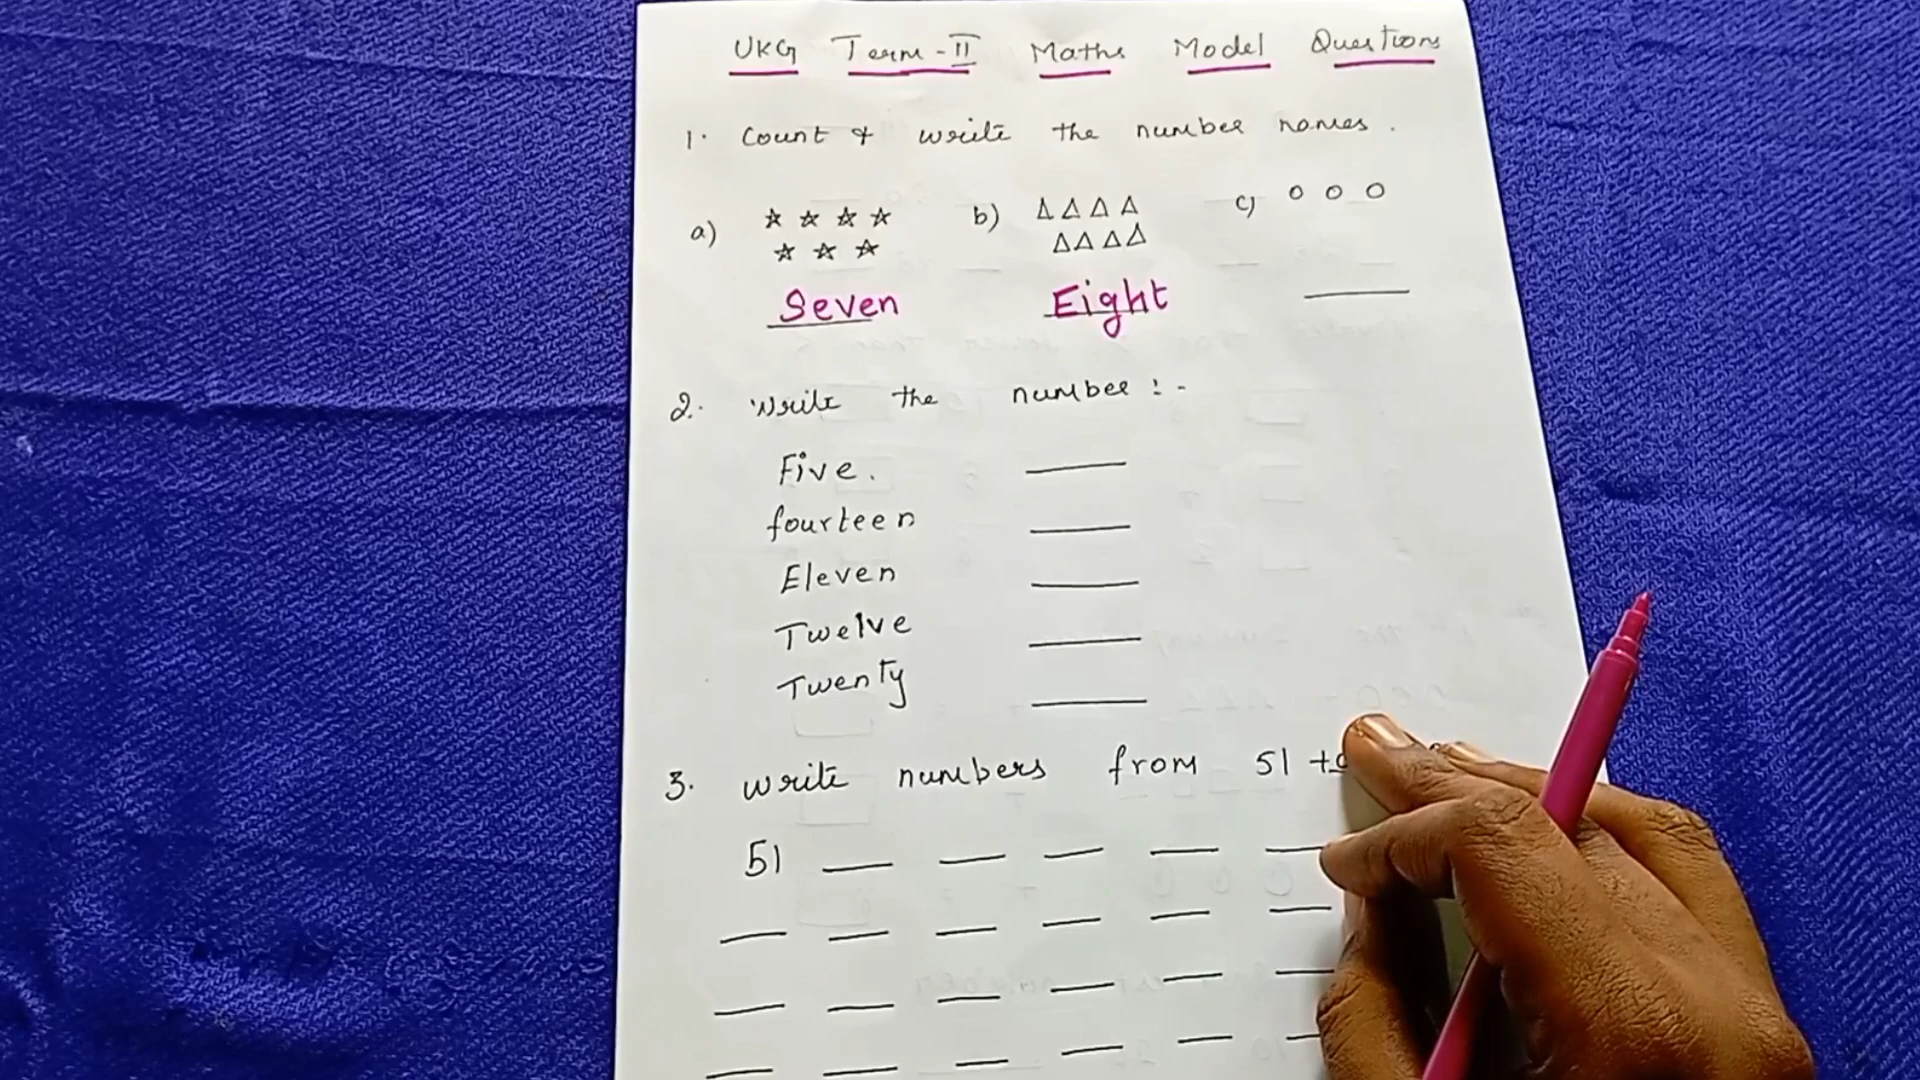 UKG Term-II Maths Model Questions
1. Count & write the number names.
a) b) c)
Seven Eight
2. Write the number :-
Five.
fourteen
Eleven
Twelve
Twenty
3. write numbers from 51 to
51